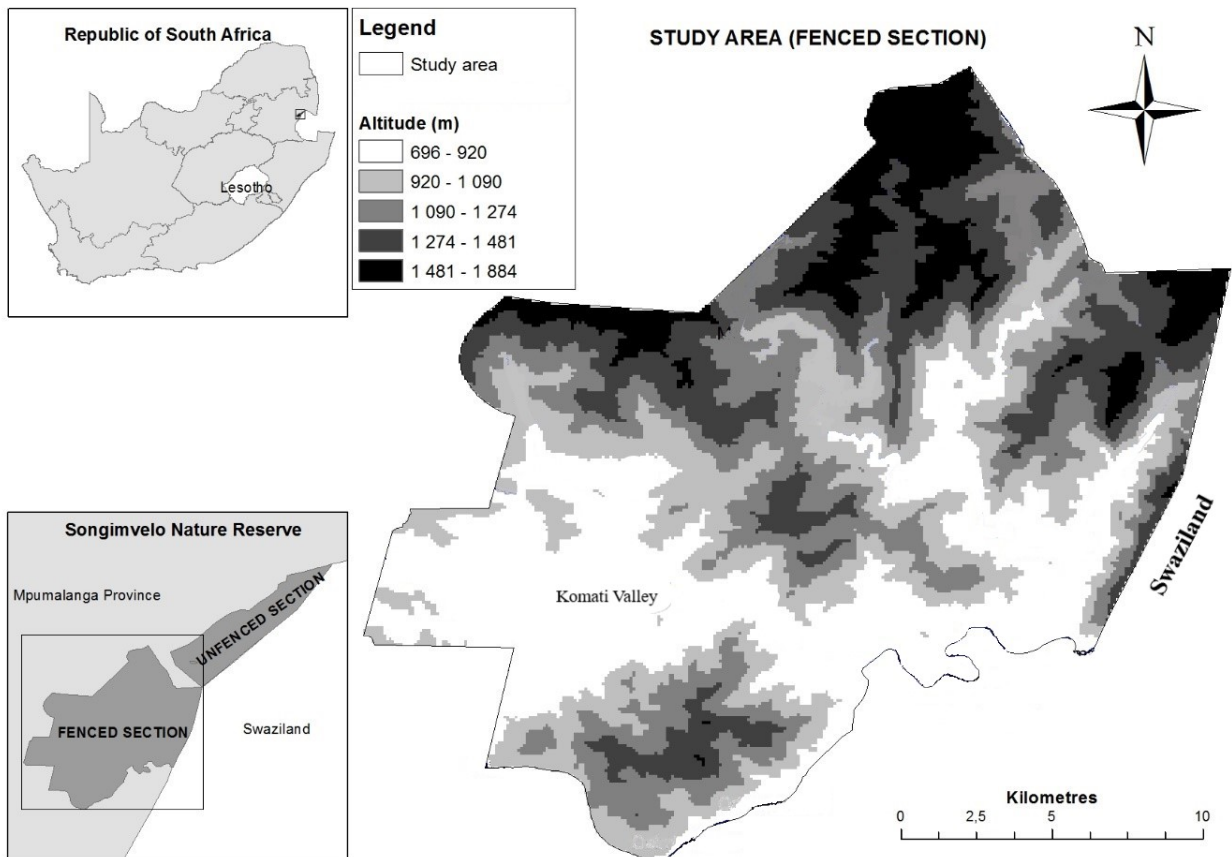 Republic of South Africa
Lesotho
Legend
Study area
Altitude (m)
696 - 920
920 - 1 090
1 090 - 1 274
1 274 - 1 481
1 481 - 1 884
STUDY AREA (FENCED SECTION)
N
Komati Valley
Swaziland
Songimvelo Nature Reserve
Mpumalanga Province
UNFENCED SECTION
FENCED SECTION
Swaziland
Kilometres
0 2,5 5 10